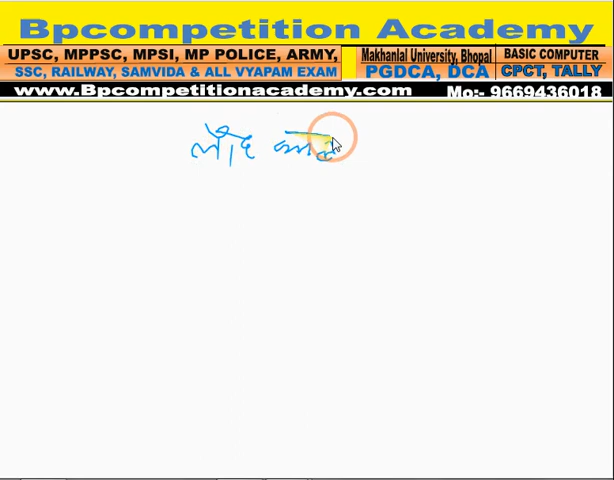 Bpcompetition Academy
UPSC, MPPSC, MPSI, MP POLICE, ARMY,
SSC, RAILWAY, SAMVIDA & ALL VYAPAM EXAM
Makhanlal University, Bhopal
PGDCA, DCA
BASIC COMPUTER
CPCT, TALLY
www.Bpcompetitionacademy.com Mo:- 9669436018